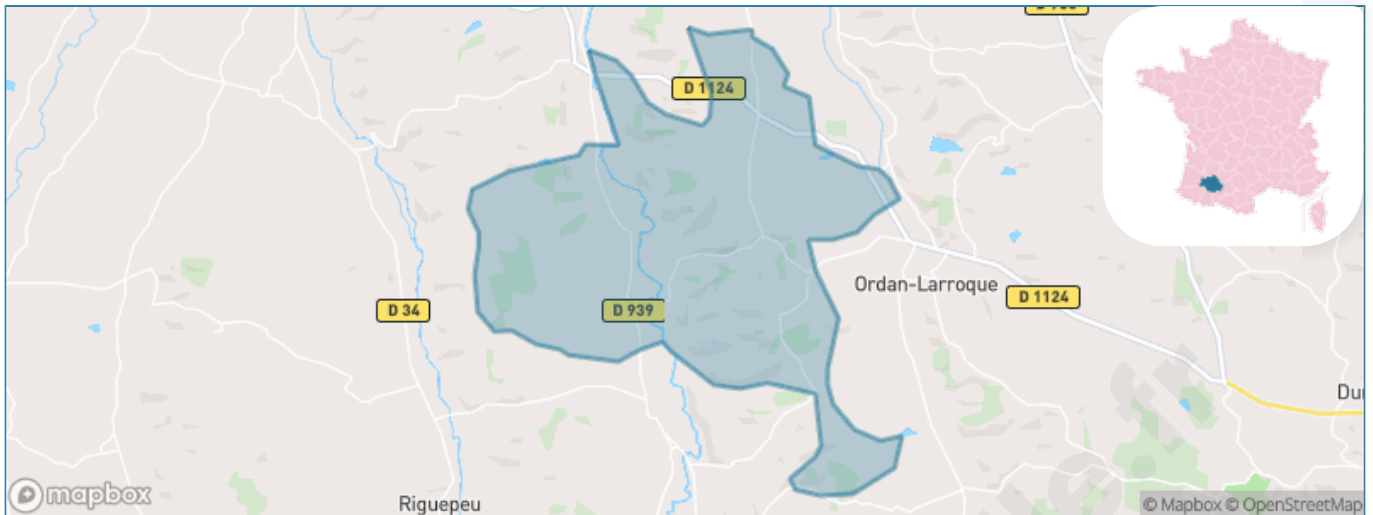 D 1124
Ordan-Larroque
D 34
D 939
D 1124
Riguepeu
mapbox
© Mapbox © OpenStreetMap